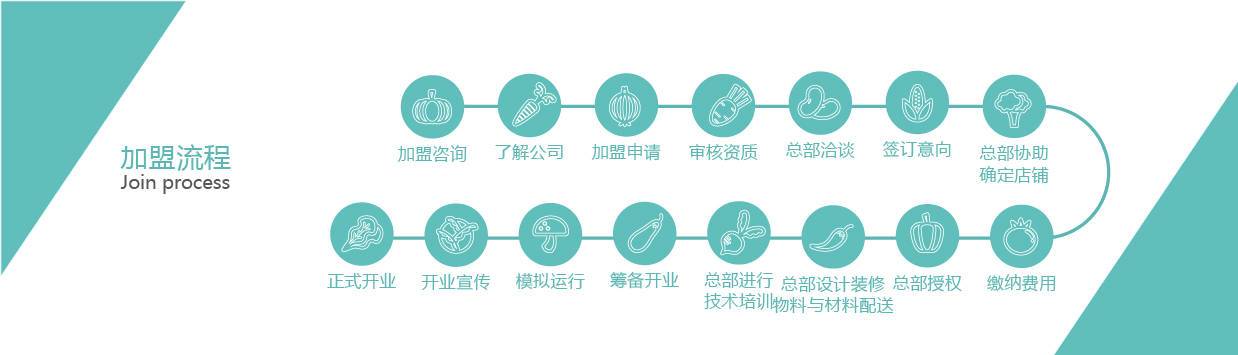 加盟流程
Join process
加盟咨询
了解公司
加盟申请
审核资质
总部洽谈
签订意向
总部协助
确定店铺
缴纳费用
总部授权
总部设计装修
物料与材料配送
总部进行
技术培训
筹备开业
模拟运行
开业宣传
正式开业